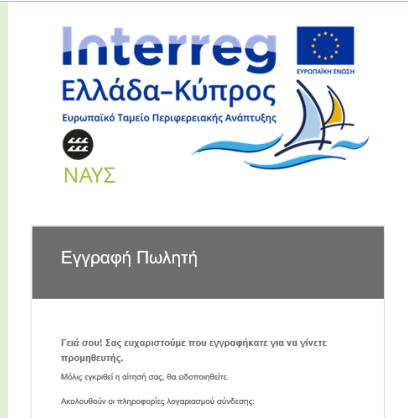 Interreg
ΕΥΡΩΠΑΪΚΗ ΕΝΩΣΗ
Ελλάδα–Κύπρος
Ευρωπαϊκό Ταμείο Περιφερειακής Ανάπτυξης
ΝΑΥΣ
Εγγραφή Πωλητή
Γειά σου! Σας ευχαριστούμε που εγγραφήκατε για να γίνετε
προμηθευτής.
Μόλις εγκριθεί η αίτησή σας, θα ειδοποιηθείτε.
Ακολουθούν οι πληροφορίες λογαριασμού σύνδεσης: